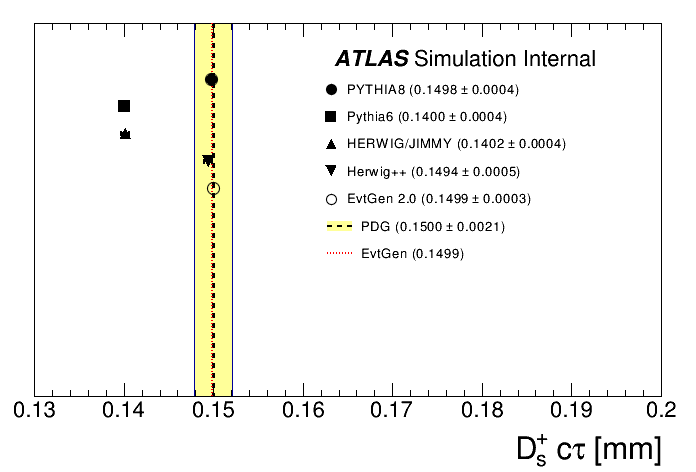 ATLAS Simulation Internal
PYTHIA8 (0.1498 ± 0.0004)
Pythia6 (0.1400 ± 0.0004)
HERWIG/JIMMY (0.1402 ± 0.0004)
Herwig++ (0.1494 ± 0.0005)
EvtGen 2.0 (0.1499 ± 0.0003)
PDG (0.1500 ± 0.0021)
EvtGen (0.1499)
0.13 0.14 0.15 0.16 0.17 0.18 0.19 0.2
D_s^+ cτ [mm]